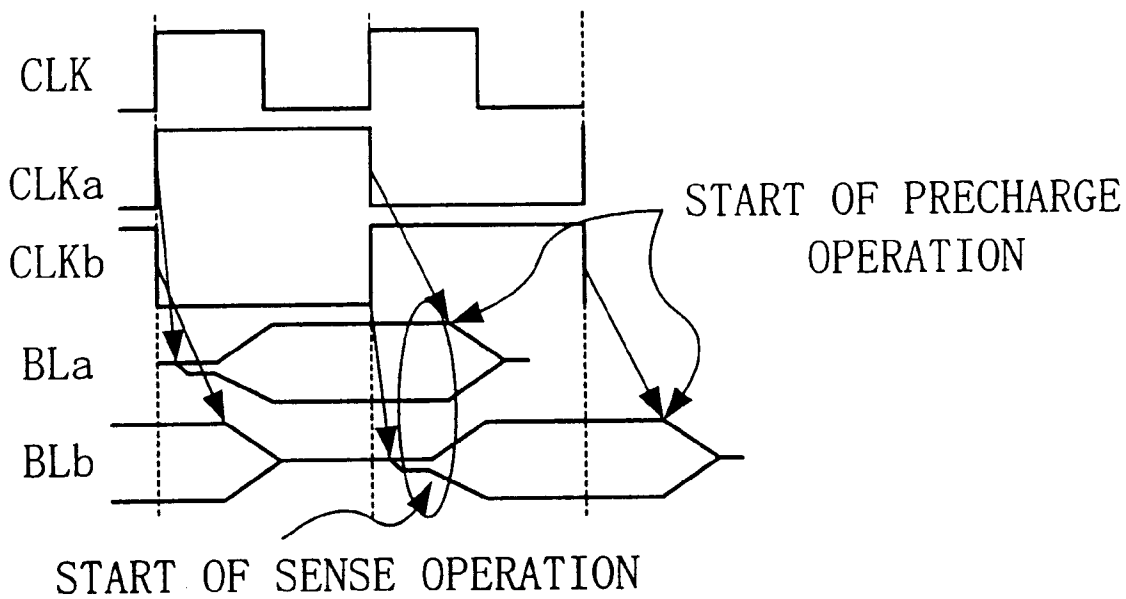 CLK
CLKa
CLKb
START OF PRECHARGE
OPERATION
BLa
BLb
START OF SENSE OPERATION